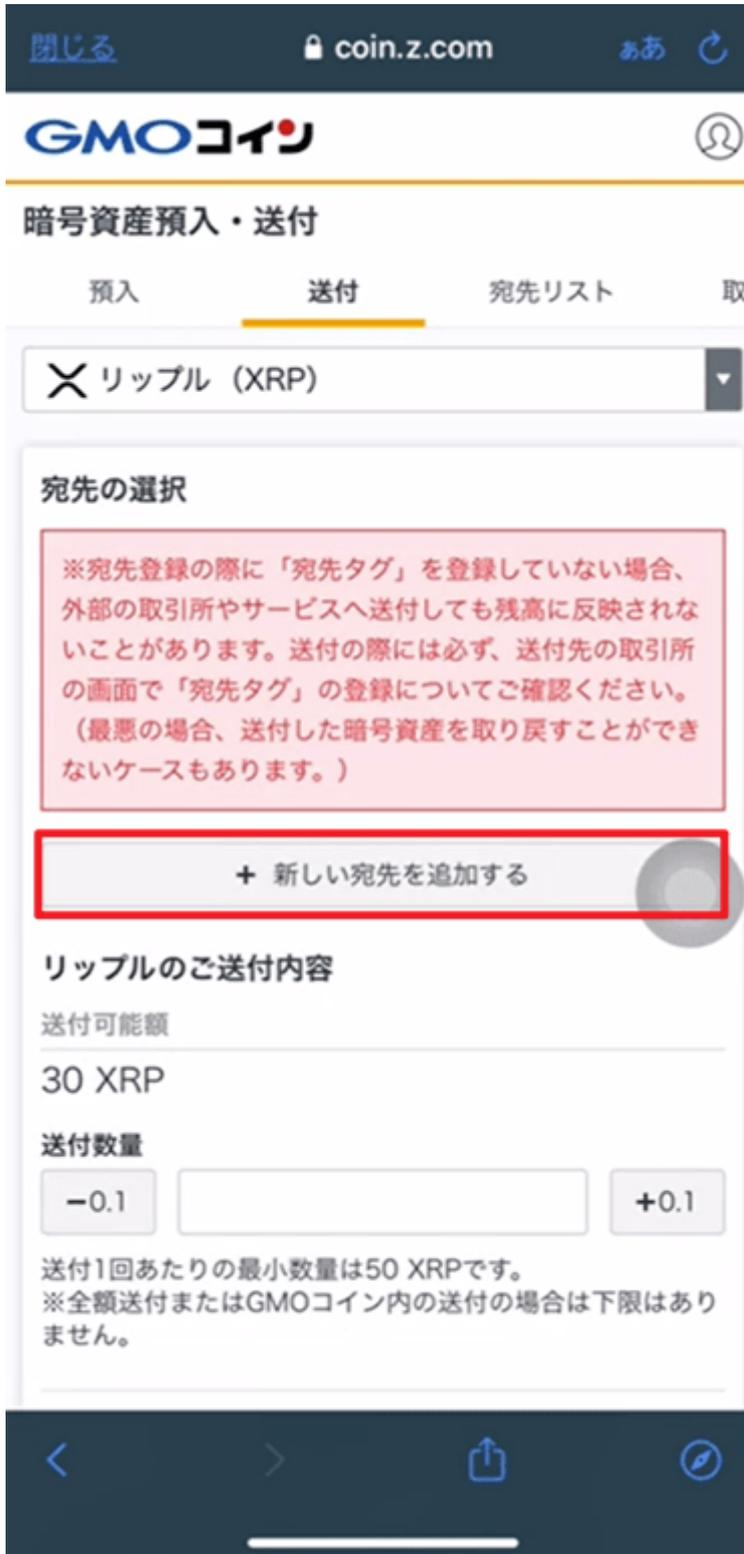 閉じる coin.z.com ぁあ
GMOコイン
暗号資産預入・送付
預入 送付 宛先リスト 取
リップル（XRP）
宛先の選択
※宛先登録の際に「宛先タグ」を登録していない場合、
外部の取引所やサービスへ送付しても残高に反映されな
いことがあります。送付の際には必ず、送付先の取引所
の画面で「宛先タグ」の登録についてご確認ください。
（最悪の場合、送付した暗号資産を取り戻すことができ
ないケースもあります。）
+ 新しい宛先を追加する
リップルのご送付内容
送付可能額
30 XRP
送付数量
−0.1 +0.1
送付1回あたりの最小数量は50 XRPです。
※全額送付またはGMOコイン内の送付の場合は下限はあり
ません。